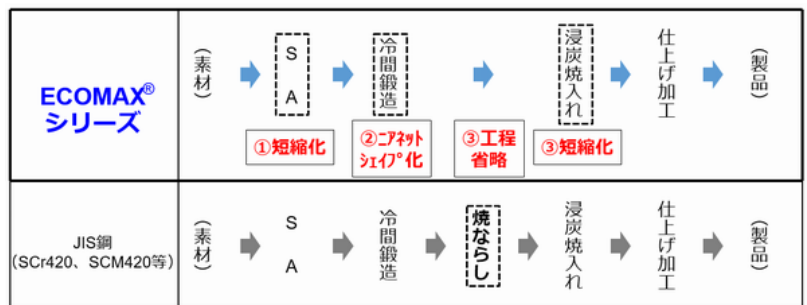 ECOMAX®
シリーズ
（素材）
SA
冷間鍛造
浸炭焼入れ
仕上げ加工
（製品）
①短縮化
②ﾆｱﾈｯﾄ
ｼｪｲﾌﾟ化
③工程
省略
③短縮化
JIS鋼
(SCr420、SCM420等)
（素材）
SA
冷間鍛造
焼ならし
浸炭焼入れ
仕上げ加工
（製品）